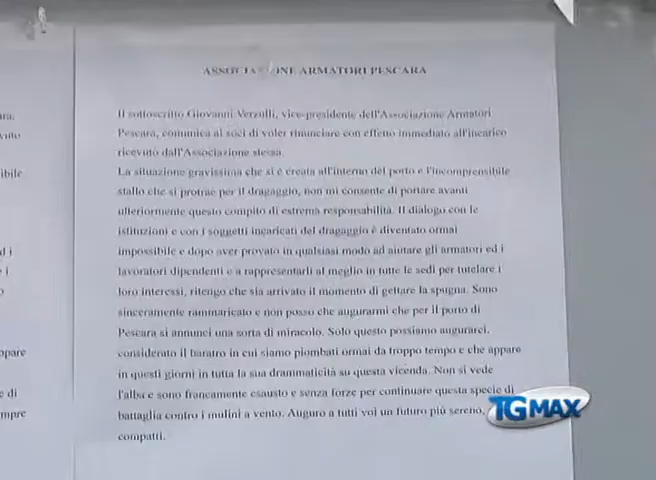 ASSOCIAZIONE ARMATORI PESCARA
Il sottoscritto Giovanni Verzulli, vice-presidente dell'Associazione Armatori
Pescara, comunica ai soci di voler rinunciare con effetto immediato all'incarico
ricevuto dall'Associazione stessa.
La situazione gravissima che si è creata all'interno del porto e l'incomprensibile
stallo che si protrae per il dragaggio, non mi consente di portare avanti
ulteriormente questo compito di estrema responsabilità. Il dialogo con le
istituzioni e con i soggetti incaricati del dragaggio è diventato ormai
impossibile e dopo aver provato in qualsiasi modo ad aiutare gli armatori ed i
lavoratori dipendenti e a rappresentarli al meglio in tutte le sedi per tutelare i
loro interessi, ritengo che sia arrivato il momento di gettare la spugna. Sono
sinceramente rammaricato e non posso che augurarmi che per il porto di
Pescara si annunci una sorta di miracolo. Solo questo possiamo augurarci,
considerato il baratro in cui siamo piombati ormai da troppo tempo e che appare
in questi giorni in tutta la sua drammaticità su questa vicenda. Non si vede
l'alba e sono francamente esausto e senza forze per continuare questa specie di
battaglia contro i mulini a vento. Auguro a tutti voi un futuro più sereno,
compatti.
TGMAX